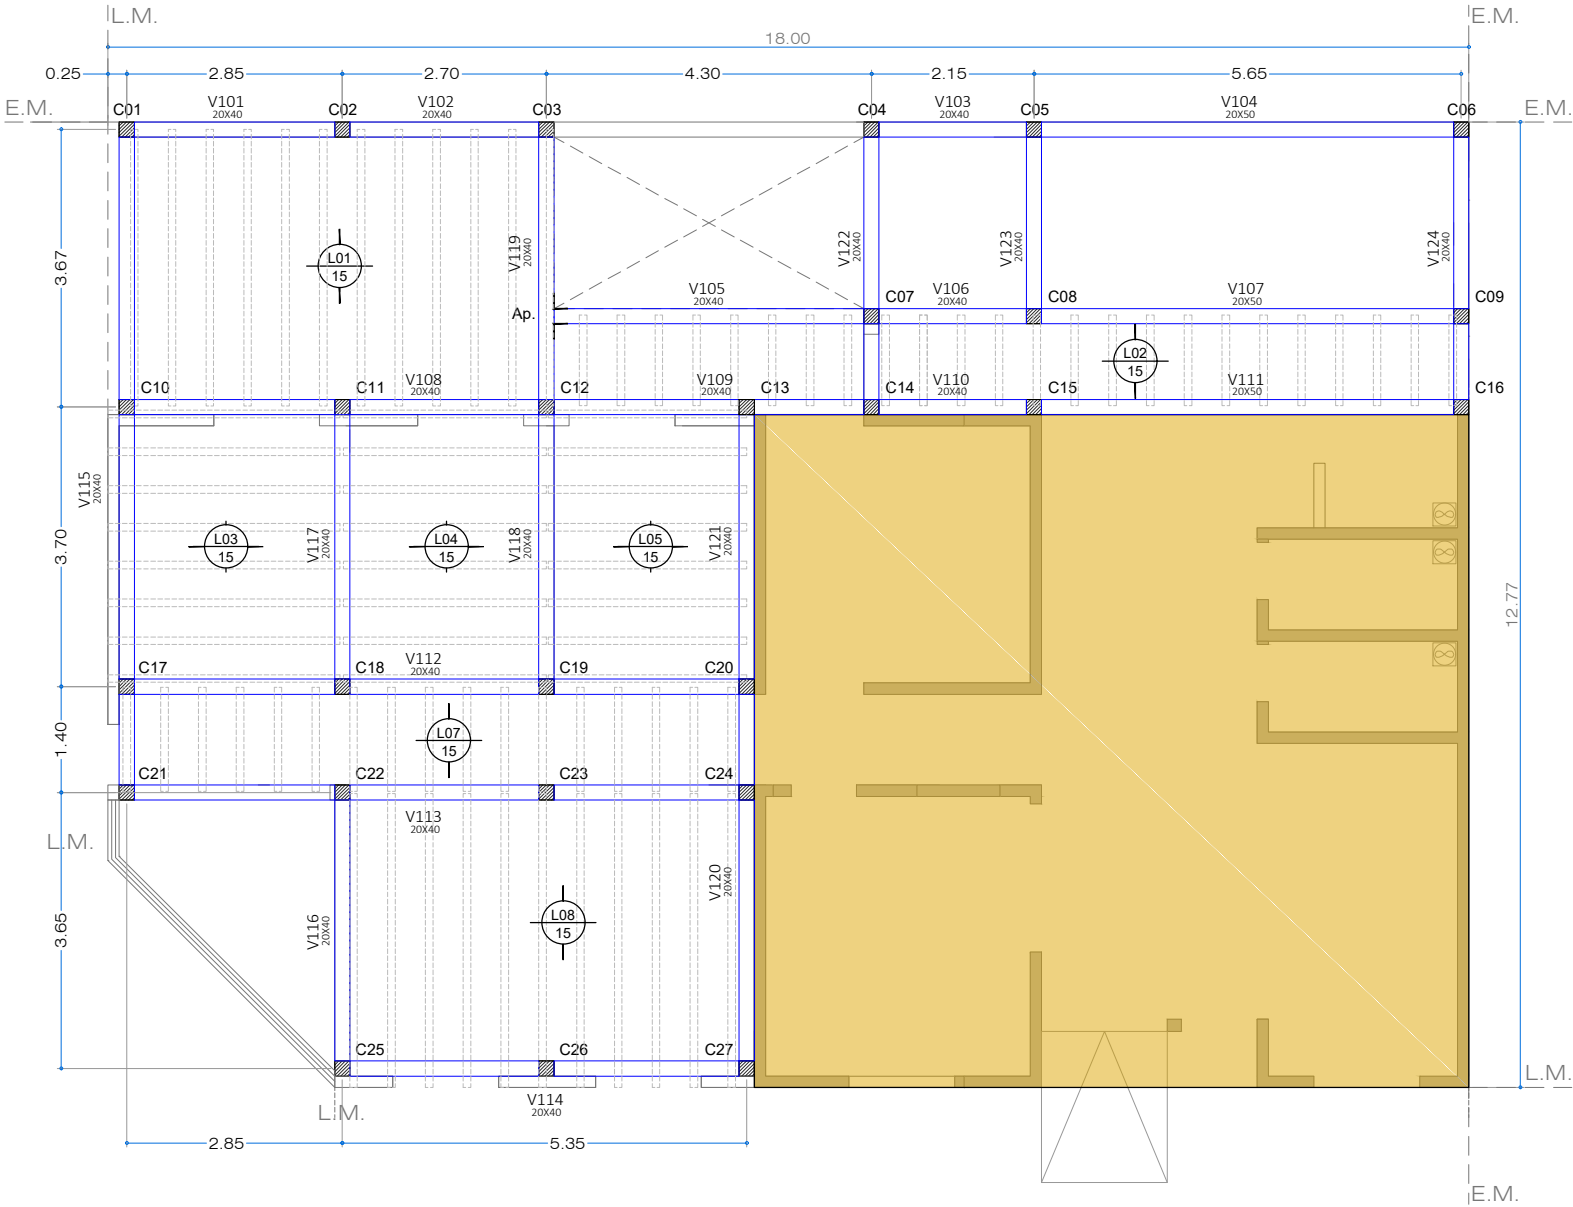 L.M.
E.M.
18.00
0.25
2.85
2.70
4.30
2.15
5.65
E.M.
C01
V101
20X40
C02
V102
20X40
C03
C04
V103
20X40
C05
V104
20X50
C06
E.M.
3.67
L01
15
V119
20X40
V122
20X40
V123
20X40
V124
20X40
Ap.
V105
20X40
C07
V106
20X40
C08
V107
20X50
C09
L02
15
C10
C11
V108
20X40
C12
V109
20X40
C13
C14
V110
20X40
C15
V111
20X50
C16
V115
20X40
3.70
L03
15
V117
20X40
L04
15
V118
20X40
L05
15
V121
20X40
12.77
C17
C18
V112
20X40
C19
C20
1.40
L07
15
C21
C22
C23
C24
V113
20X40
L.M.
3.65
V116
20X40
L08
15
V120
20X40
C25
C26
C27
L.M.
V114
20X40
L.M.
2.85
5.35
E.M.